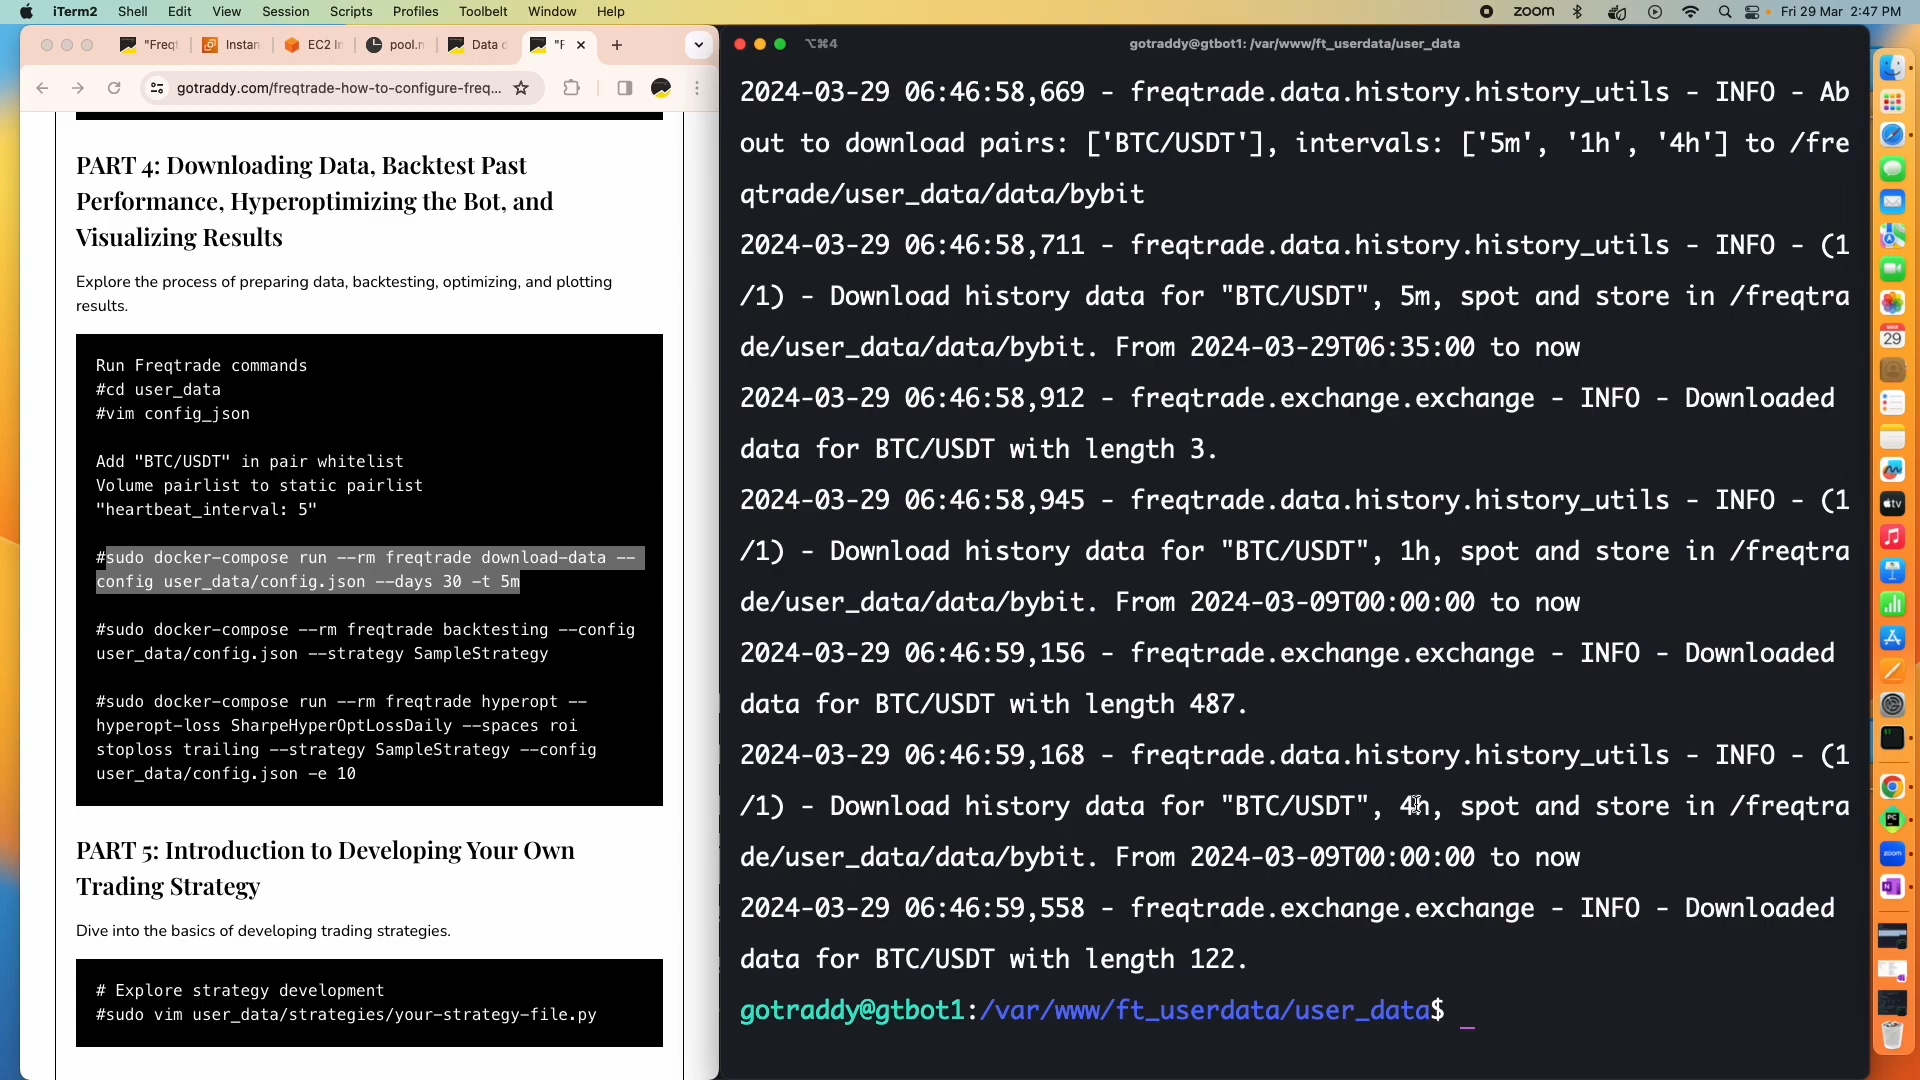 iTerm2 Shell Edit View Session Scripts Profiles Toolbelt Window Help
zoom Fri 29 Mar 2:47 PM
"Freqt Instan EC2 In pool.n Data d "F
gotraddy.com/freqtrade-how-to-configure-freq...
PART 4: Downloading Data, Backtest Past
Performance, Hyperoptimizing the Bot, and
Visualizing Results
Explore the process of preparing data, backtesting, optimizing, and plotting
results.
Run Freqtrade commands
#cd user_data
#vim config_json
Add "BTC/USDT" in pair whitelist
Volume pairlist to static pairlist
"heartbeat_interval: 5"
#sudo docker-compose run --rm freqtrade download-data --
config user_data/config.json --days 30 -t 5m
#sudo docker-compose --rm freqtrade backtesting --config
user_data/config.json --strategy SampleStrategy
#sudo docker-compose run --rm freqtrade hyperopt --
hyperopt-loss SharpeHyperOptLossDaily --spaces roi
stoploss trailing --strategy SampleStrategy --config
user_data/config.json -e 10
PART 5: Introduction to Developing Your Own
Trading Strategy
Dive into the basics of developing trading strategies.
# Explore strategy development
#sudo vim user_data/strategies/your-strategy-file.py
⌥⌘4 gotraddy@gtbot1: /var/www/ft_userdata/user_data
2024-03-29 06:46:58,669 - freqtrade.data.history.history_utils - INFO - Ab
out to download pairs: ['BTC/USDT'], intervals: ['5m', '1h', '4h'] to /fre
qtrade/user_data/data/bybit
2024-03-29 06:46:58,711 - freqtrade.data.history.history_utils - INFO - (1
/1) - Download history data for "BTC/USDT", 5m, spot and store in /freqtra
de/user_data/data/bybit. From 2024-03-29T06:35:00 to now
2024-03-29 06:46:58,912 - freqtrade.exchange.exchange - INFO - Downloaded
data for BTC/USDT with length 3.
2024-03-29 06:46:58,945 - freqtrade.data.history.history_utils - INFO - (1
/1) - Download history data for "BTC/USDT", 1h, spot and store in /freqtra
de/user_data/data/bybit. From 2024-03-09T00:00:00 to now
2024-03-29 06:46:59,156 - freqtrade.exchange.exchange - INFO - Downloaded
data for BTC/USDT with length 487.
2024-03-29 06:46:59,168 - freqtrade.data.history.history_utils - INFO - (1
/1) - Download history data for "BTC/USDT", 4h, spot and store in /freqtra
de/user_data/data/bybit. From 2024-03-09T00:00:00 to now
2024-03-29 06:46:59,558 - freqtrade.exchange.exchange - INFO - Downloaded
data for BTC/USDT with length 122.
gotraddy@gtbot1:/var/www/ft_userdata/user_data$ _
MAR
29
tv
PC
zoom
N